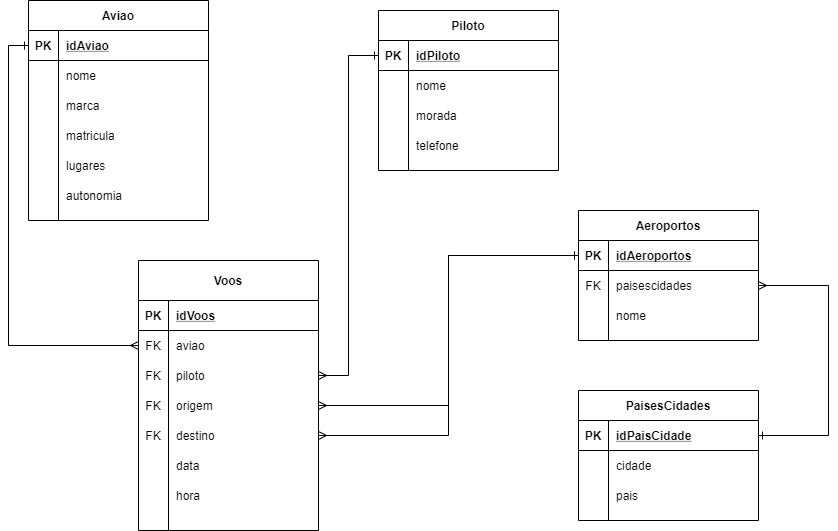 Aviao
PK idAviao
nome
marca
matricula
lugares
autonomia
Piloto
PK idPiloto
nome
morada
telefone
Aeroportos
PK idAeroportos
FK paisescidades
nome
Voos
PK idVoos
FK aviao
FK piloto
FK origem
FK destino
data
hora
PaisesCidades
PK idPaisCidade
cidade
pais